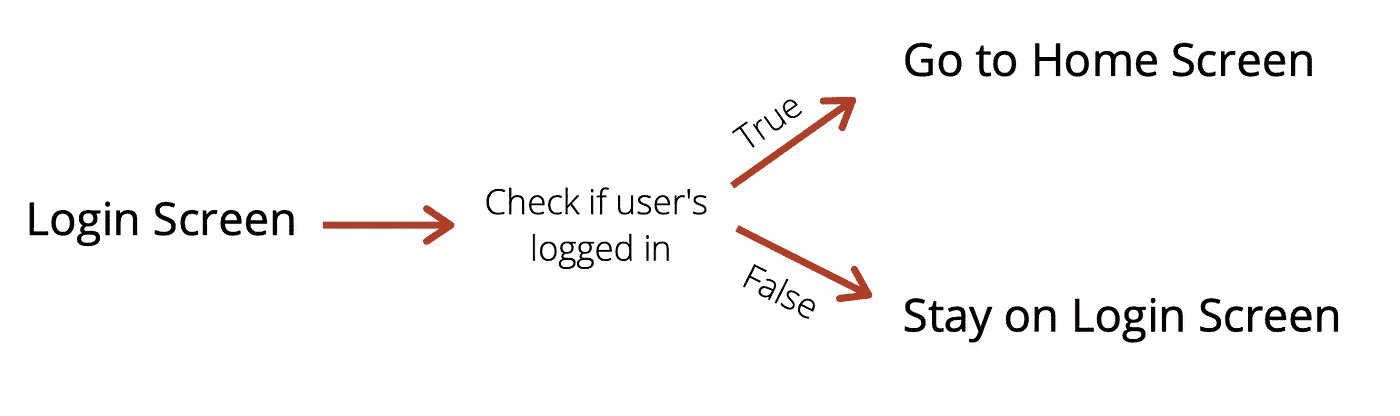 Login Screen
Check if user's
logged in
True
Go to Home Screen
False
Stay on Login Screen